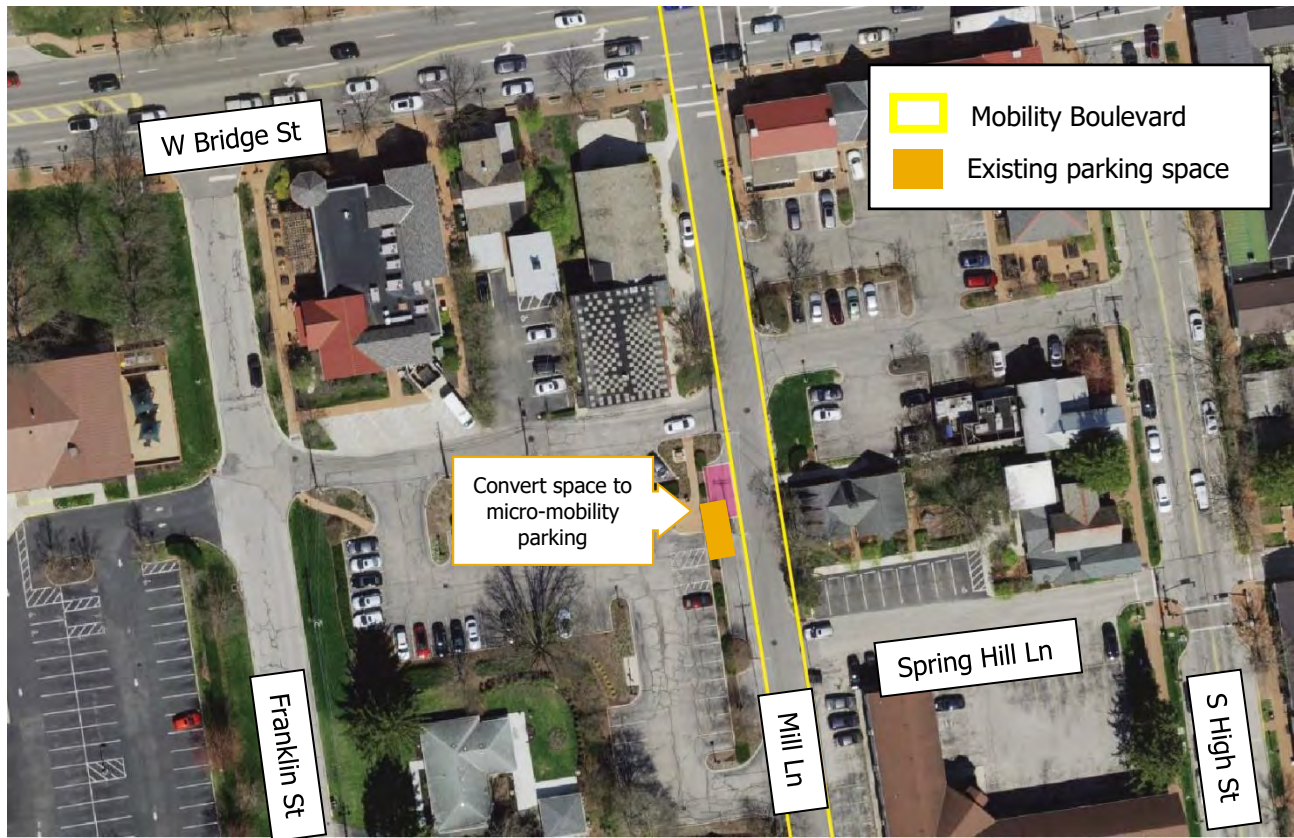 W Bridge St
Mobility Boulevard
Existing parking space
Convert space to
micro-mobility
parking
Spring Hill Ln
Franklin St
Mill Ln
S High St